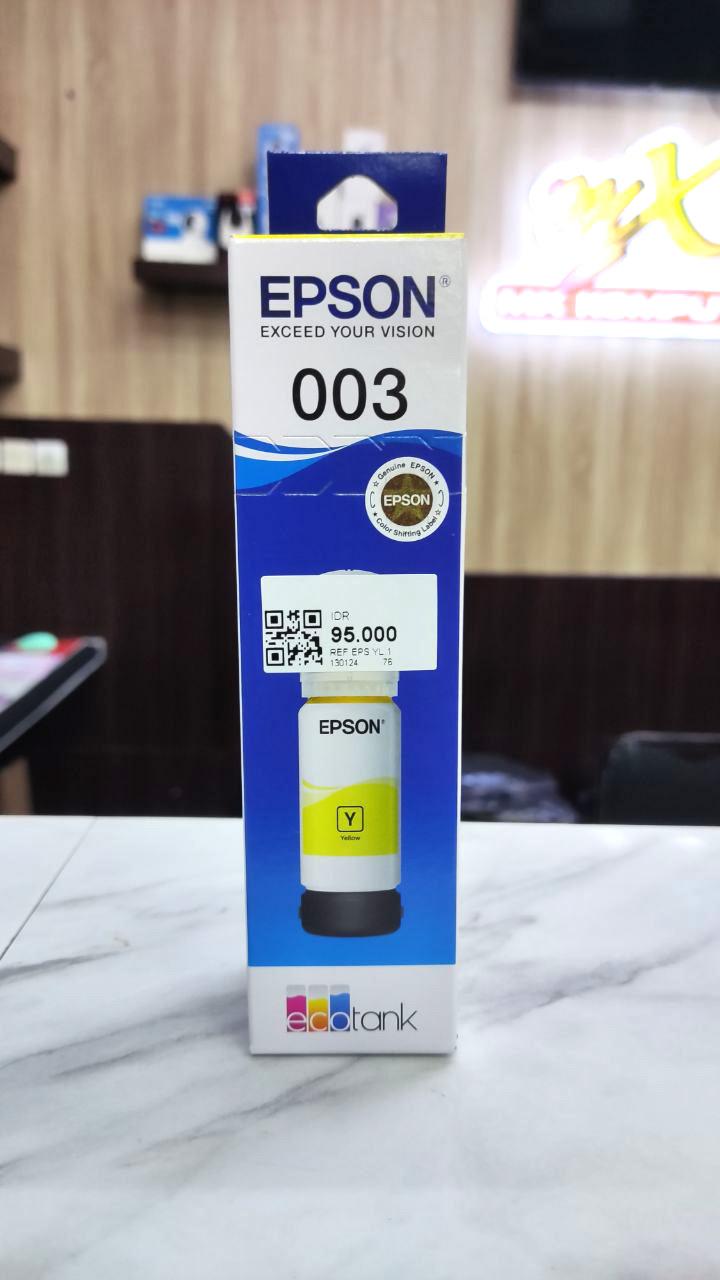 EPSON®
EXCEED YOUR VISION
003
Genuine EPSON
EPSON
Color Shifting Label
IDR
95.000
REF EPS YL.1
130124 76
EPSON®
Y
Yellow
ecotank